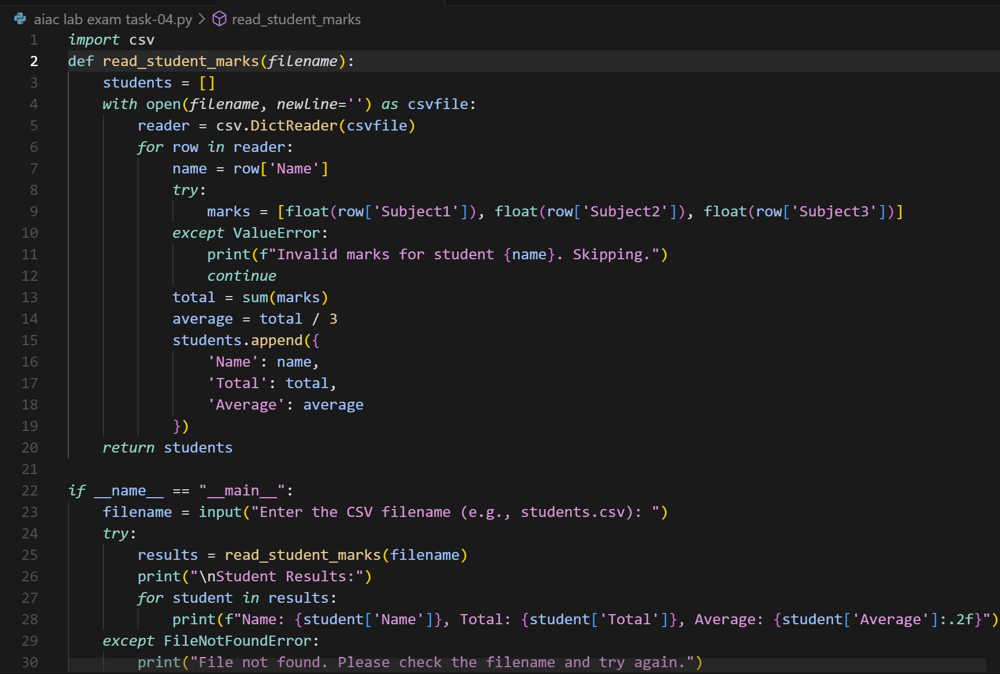 aiac lab exam task-04.py > read_student_marks
1 import csv
2 def read_student_marks(filename):
3     students = []
4     with open(filename, newline='') as csvfile:
5         reader = csv.DictReader(csvfile)
6         for row in reader:
7             name = row['Name']
8             try:
9                 marks = [float(row['Subject1']), float(row['Subject2']), float(row['Subject3'])]
10             except ValueError:
11                 print(f"Invalid marks for student {name}. Skipping.")
12                 continue
13             total = sum(marks)
14             average = total / 3
15             students.append({
16                 'Name': name,
17                 'Total': total,
18                 'Average': average
19             })
20     return students
21
22 if __name__ == "__main__":
23     filename = input("Enter the CSV filename (e.g., students.csv): ")
24     try:
25         results = read_student_marks(filename)
26         print("\nStudent Results:")
27         for student in results:
28             print(f"Name: {student['Name']}, Total: {student['Total']}, Average: {student['Average']:.2f}")
29     except FileNotFoundError:
30         print("File not found. Please check the filename and try again.")